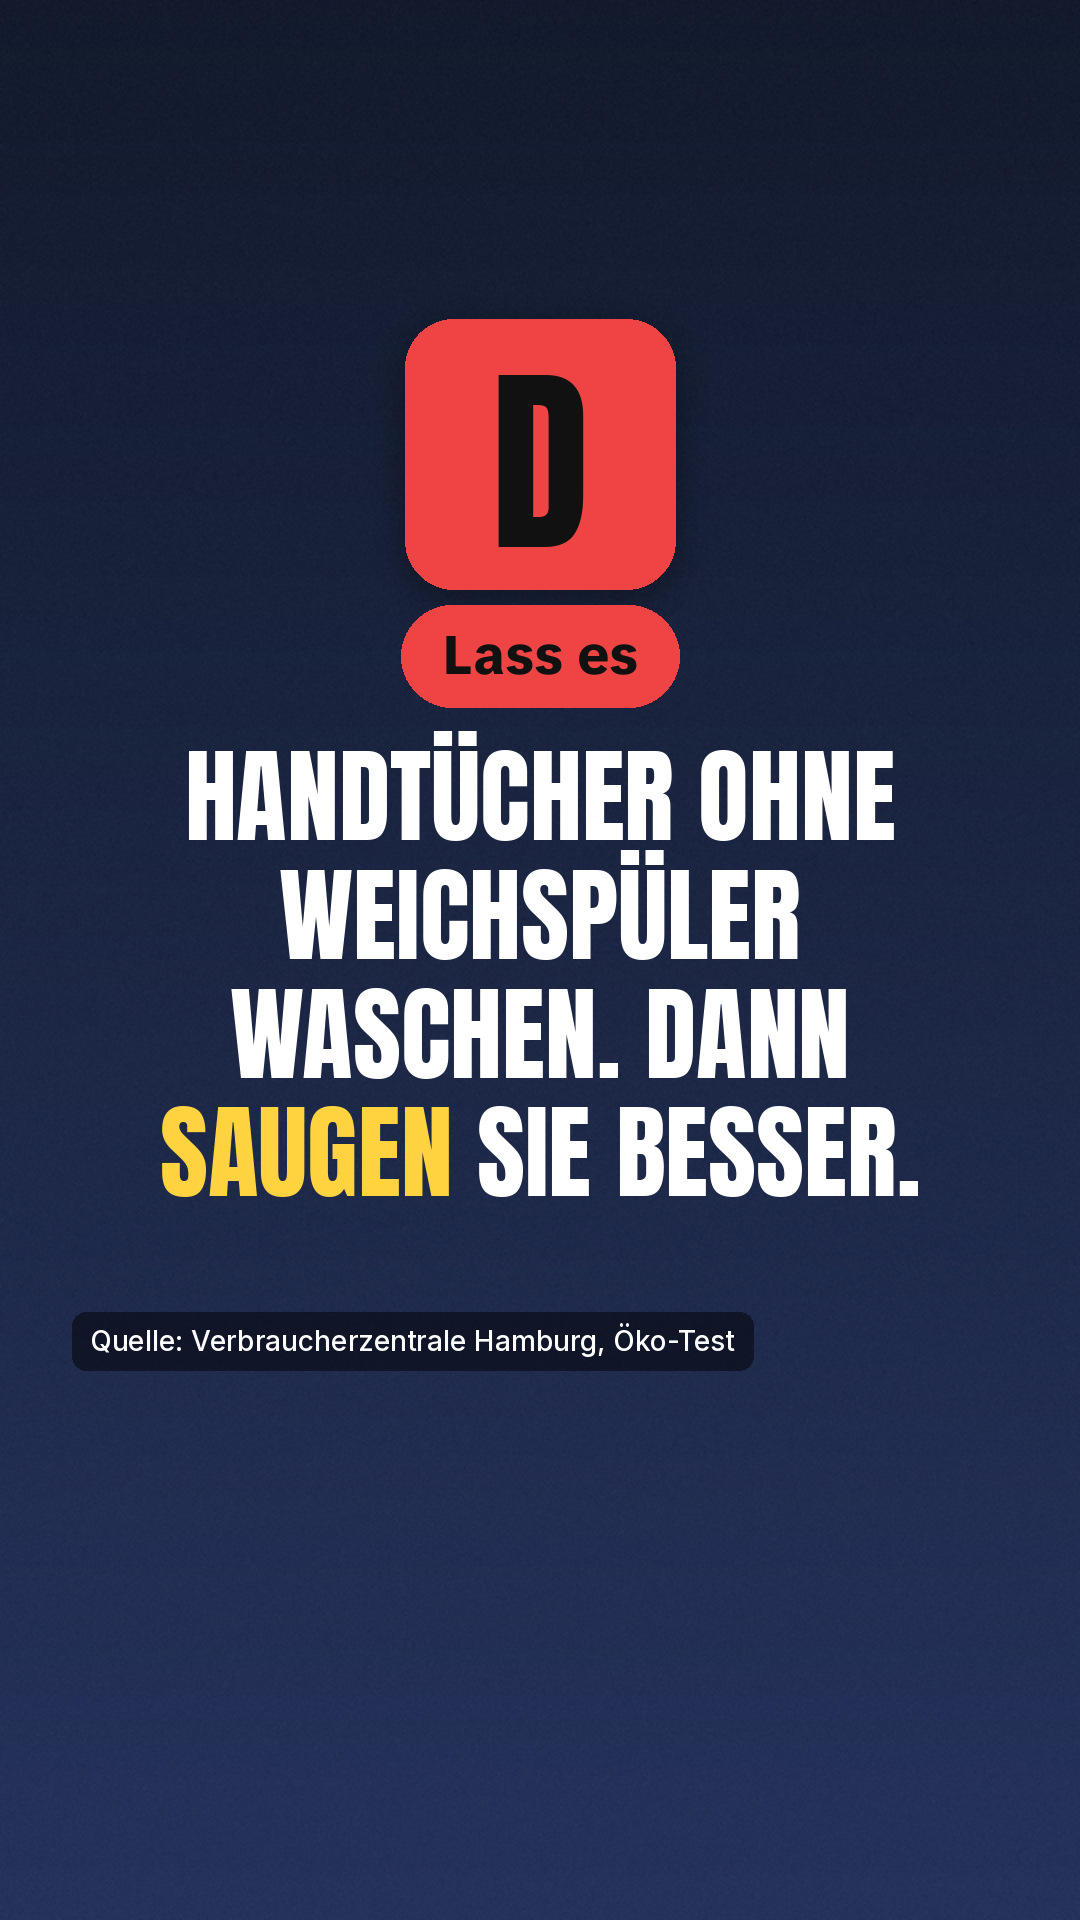 D
Lass es
HANDTÜCHER OHNE
WEICHSPÜLER
WASCHEN. DANN
SAUGEN SIE BESSER.
Quelle: Verbraucherzentrale Hamburg, Öko-Test